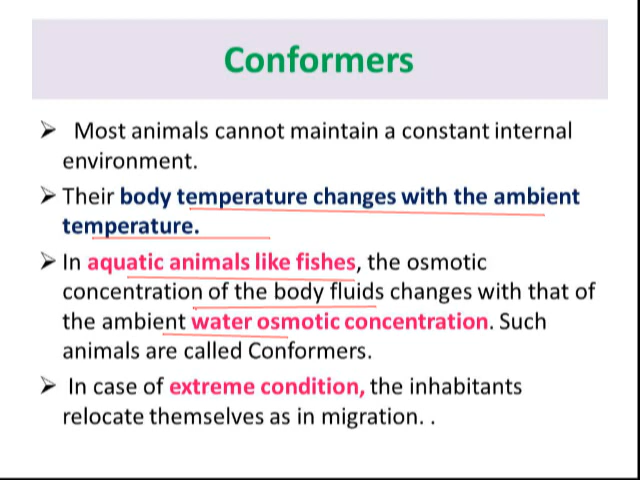 Conformers
➢ Most animals cannot maintain a constant internal
environment.
➢ Their body temperature changes with the ambient
temperature.
➢ In aquatic animals like fishes, the osmotic
concentration of the body fluids changes with that of
the ambient water osmotic concentration. Such
animals are called Conformers.
➢ In case of extreme condition, the inhabitants
relocate themselves as in migration. .